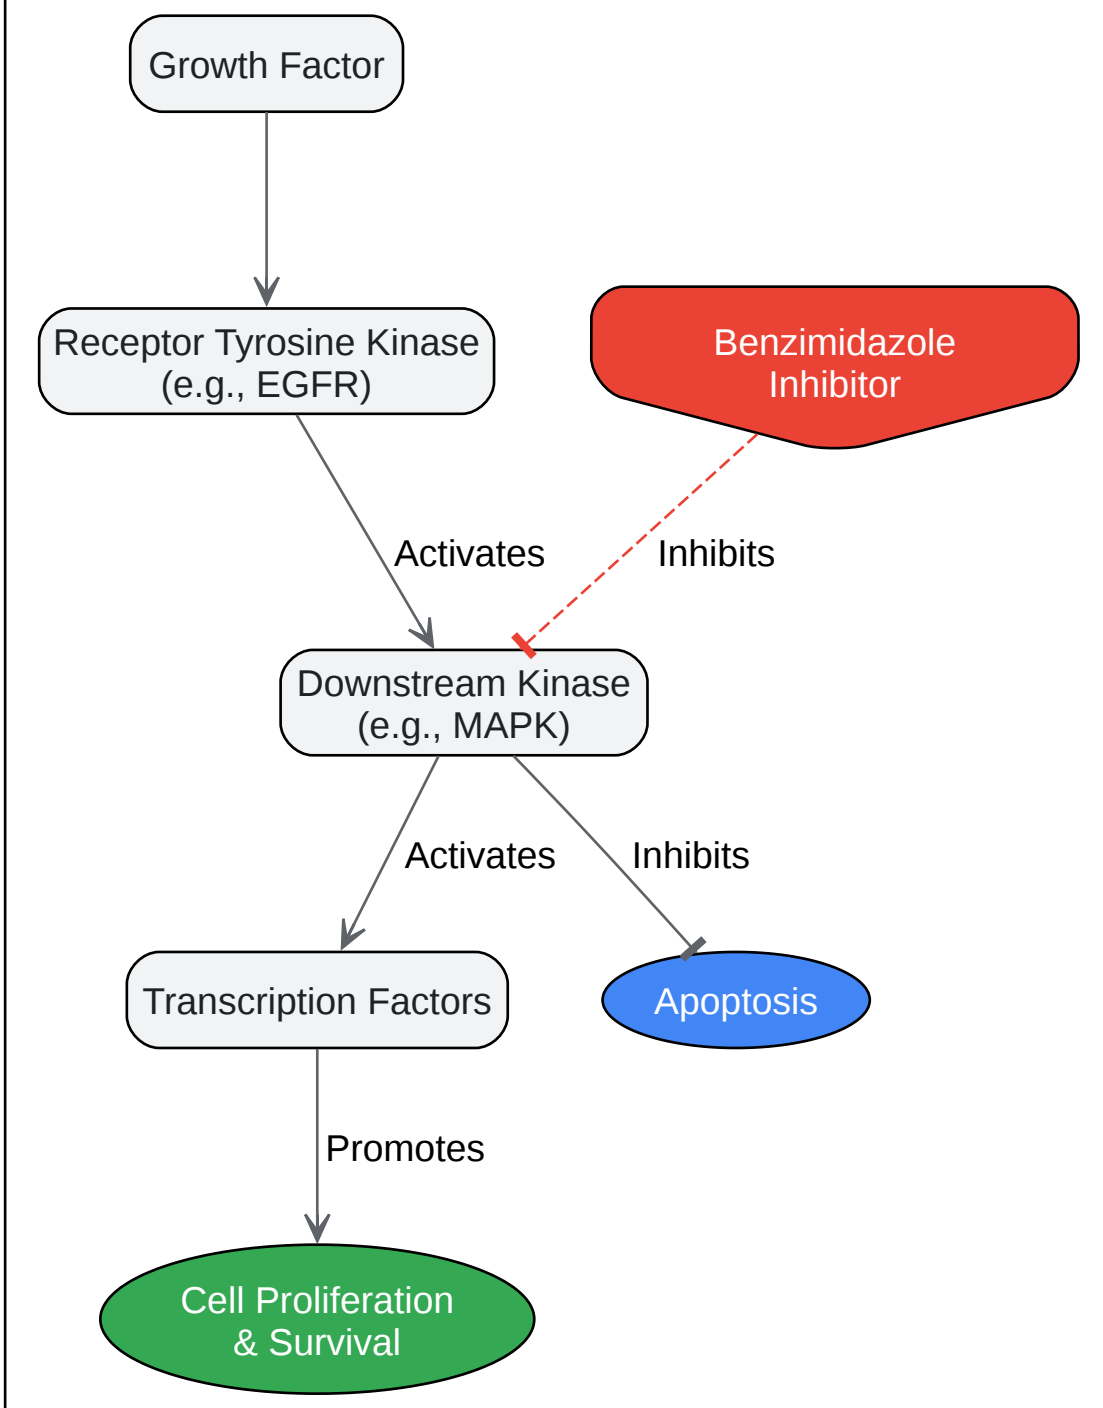 Growth Factor
Receptor Tyrosine Kinase
(e.g., EGFR)
Benzimidazole
Inhibitor
Activates
Inhibits
Downstream Kinase
(e.g., MAPK)
Activates
Inhibits
Transcription Factors
Apoptosis
Promotes
Cell Proliferation
& Survival